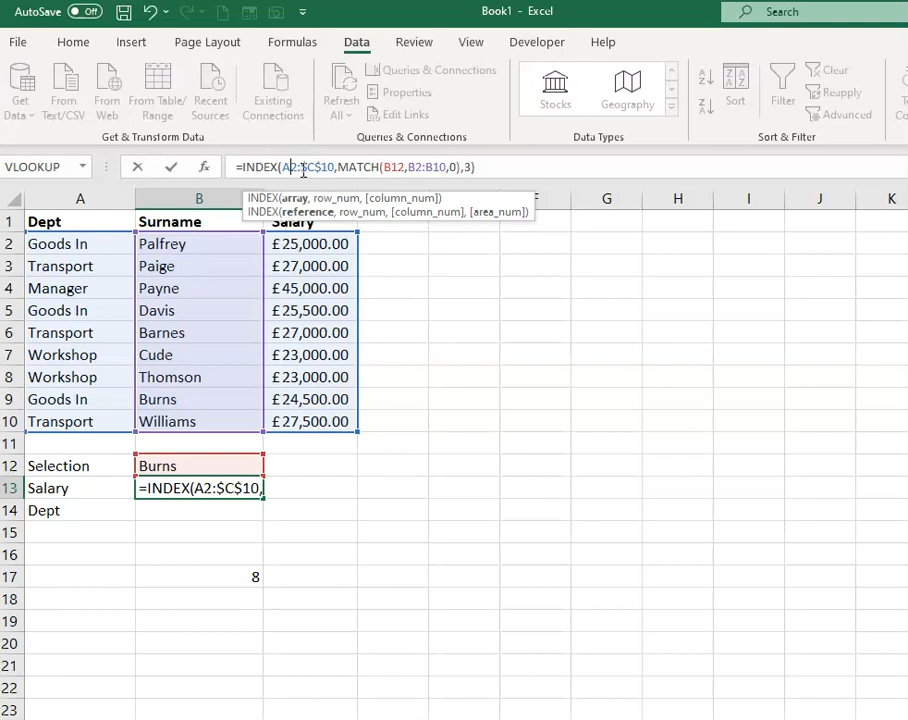 AutoSave Off Book1 - Excel Search
File Home Insert Formulas Page Layout Data Review View Developer Help
Get Data From Text/CSV From Web From Table/ Range Recent Sources Existing Connections
Refresh All Queries & Connections Properties Edit Links
Stocks Geography
Sort Filter Clear Reapply Advanced
Get & Transform Data Queries & Connections Data Types Sort & Filter
VLOOKUP fx =INDEX(A2:$C$10,MATCH(B12,B2:B10,0),3)
INDEX(array, row_num, [column_num])
INDEX(reference, row_num, [column_num], [area_num])
A B G H I J K
1 Dept Surname Salary
2 Goods In Palfrey £25,000.00
3 Transport Paige £27,000.00
4 Manager Payne £45,000.00
5 Goods In Davis £25,500.00
6 Transport Barnes £27,000.00
7 Workshop Cude £23,000.00
8 Workshop Thomson £23,000.00
9 Goods In Burns £24,500.00
10 Transport Williams £27,500.00
11
12 Selection Burns
13 Salary =INDEX(A2:$C$10,
14 Dept
15
16
17 8
18
19
20
21
22
23